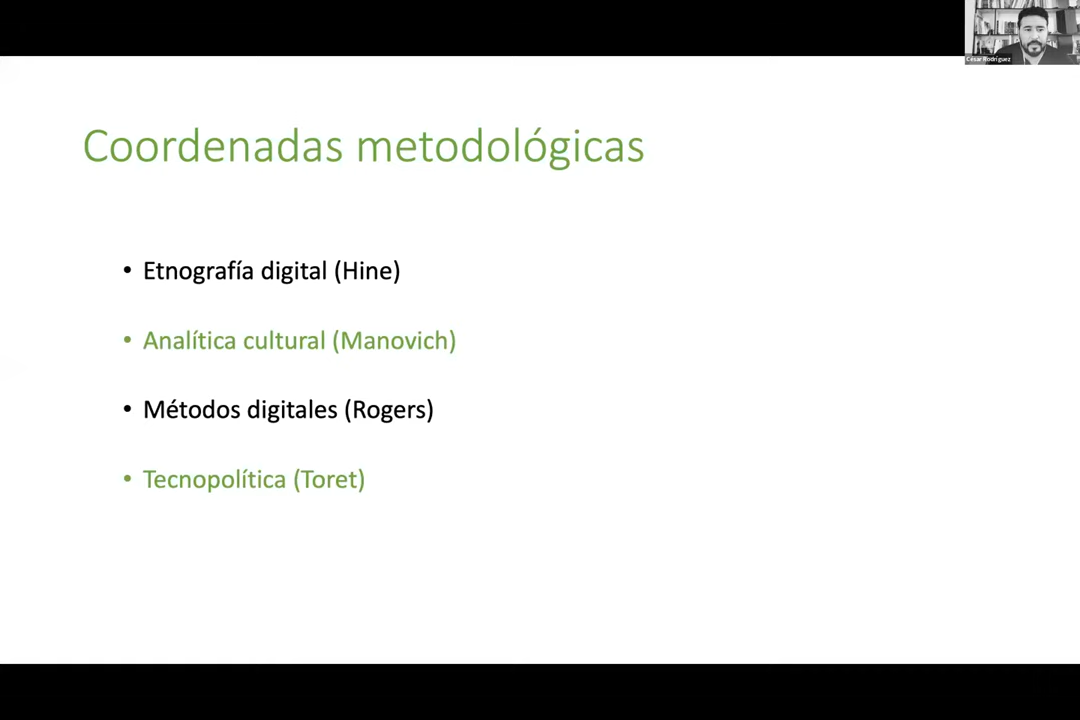 César Rodríguez
Coordenadas metodológicas
• Etnografía digital (Hine)
• Analítica cultural (Manovich)
• Métodos digitales (Rogers)
• Tecnopolítica (Toret)